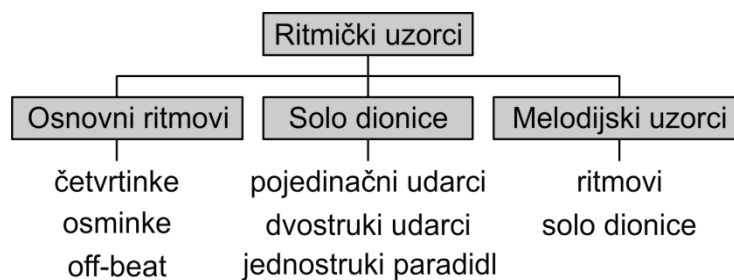 Ritmički uzorci
Osnovni ritmovi
četvrtinke
osminke
off-beat
Solo dionice
pojedinačni udarci
dvostruki udarci
jednostruki paradidl
Melodijski uzorci
ritmovi
solo dionice